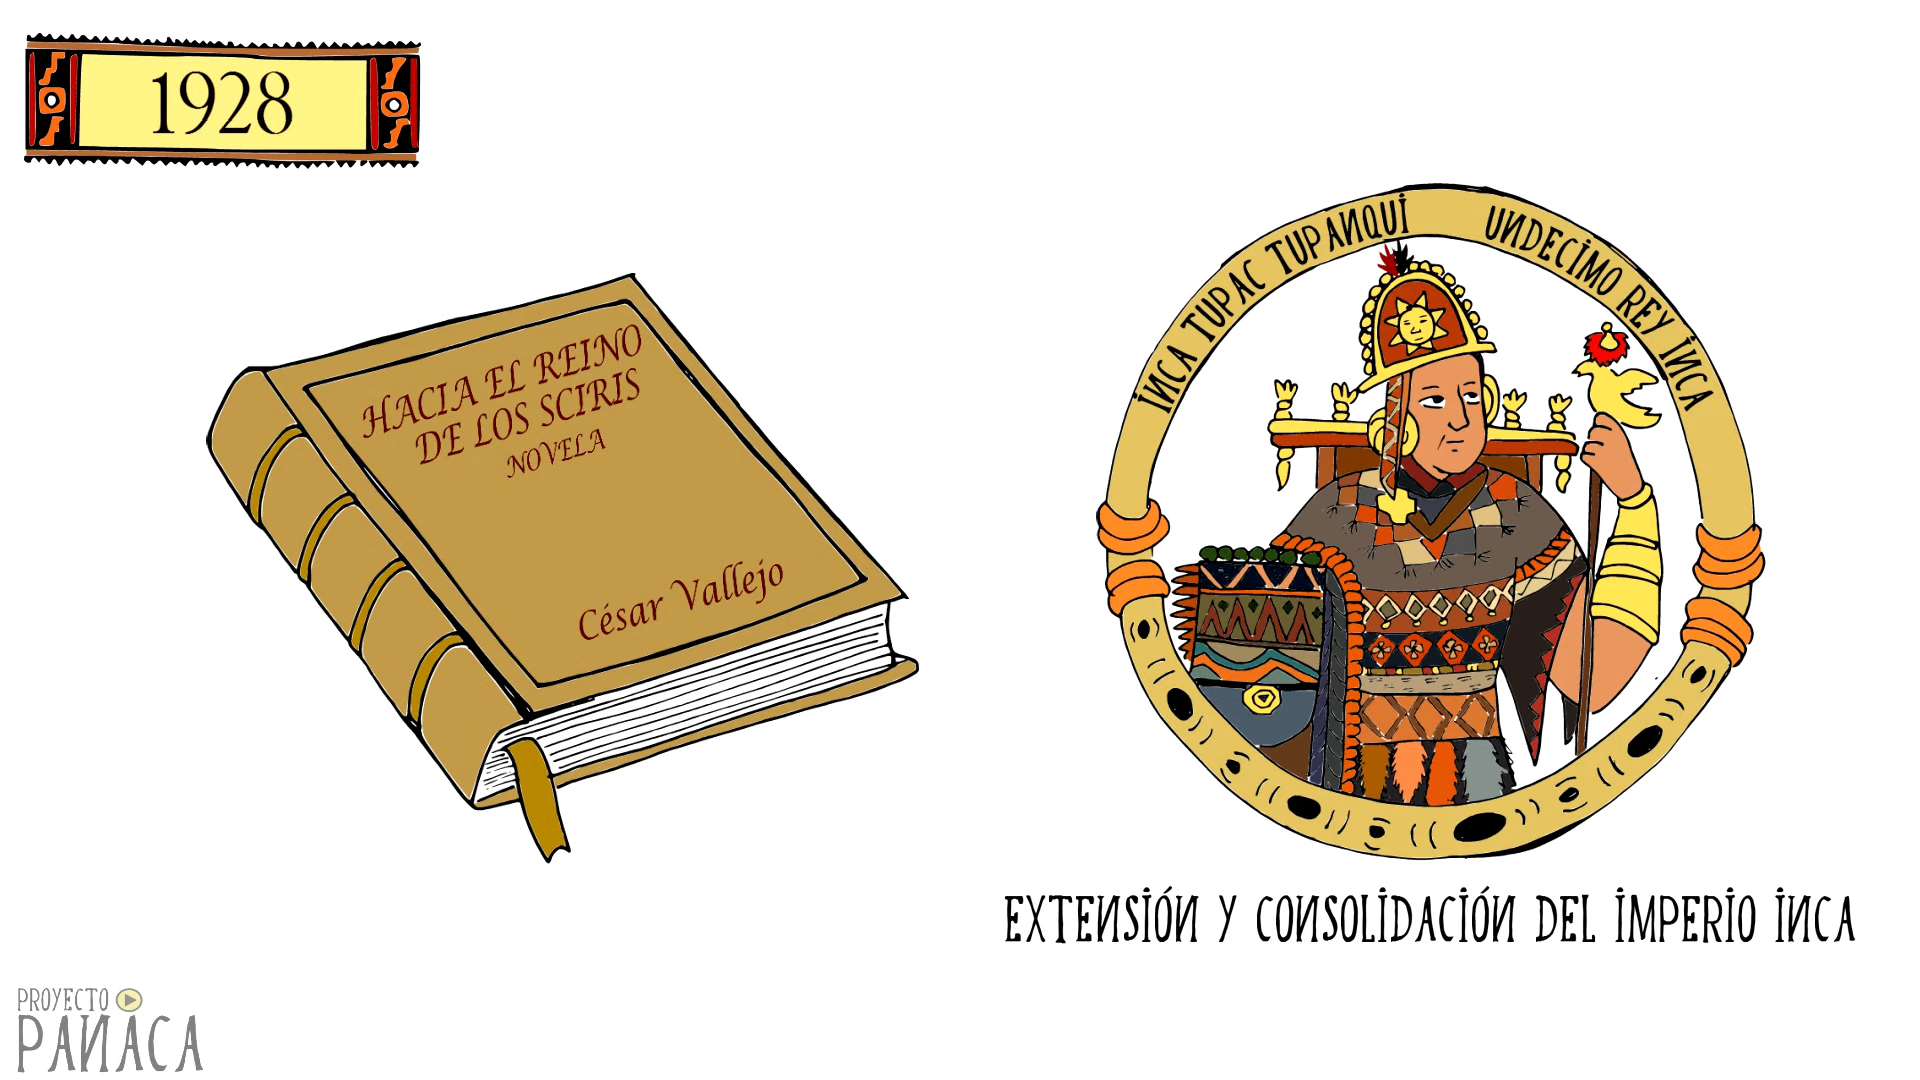 1928
HACIA EL REINO
DE LOS SCIRIS
NOVELA
César Vallejo
INCA TUPAC TUPANQUI UNDECIMO REY INCA
EXTENSIÓN Y CONSOLIDACIÓN DEL IMPERIO INCA
PROYECTO
PANACA